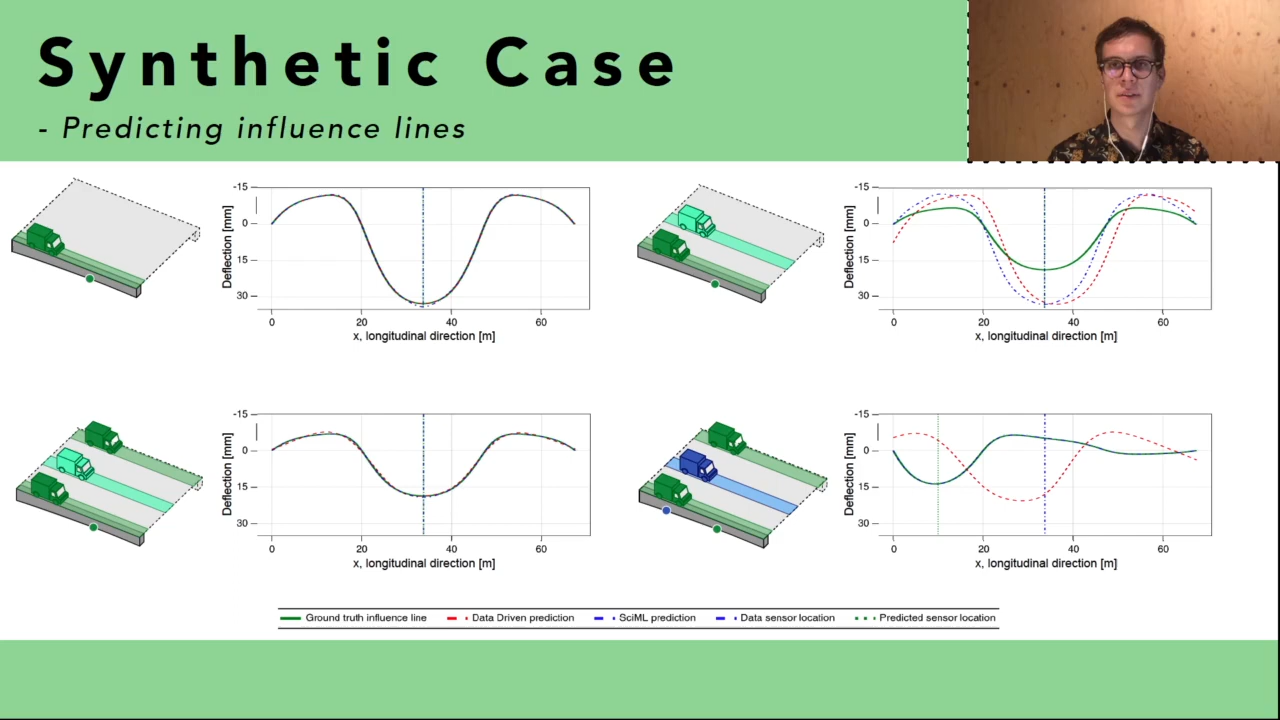 Synthetic Case
- Predicting influence lines
-15
0
15
30
Deflection [mm]
0
20
40
60
x, longitudinal direction [m]
-15
0
15
30
Deflection [mm]
0
20
40
60
x, longitudinal direction [m]
-15
0
15
30
Deflection [mm]
0
20
40
60
x, longitudinal direction [m]
-15
0
15
30
Deflection [mm]
0
20
40
60
x, longitudinal direction [m]
Ground truth influence line Data Driven prediction SciML prediction Data sensor location Predicted sensor location